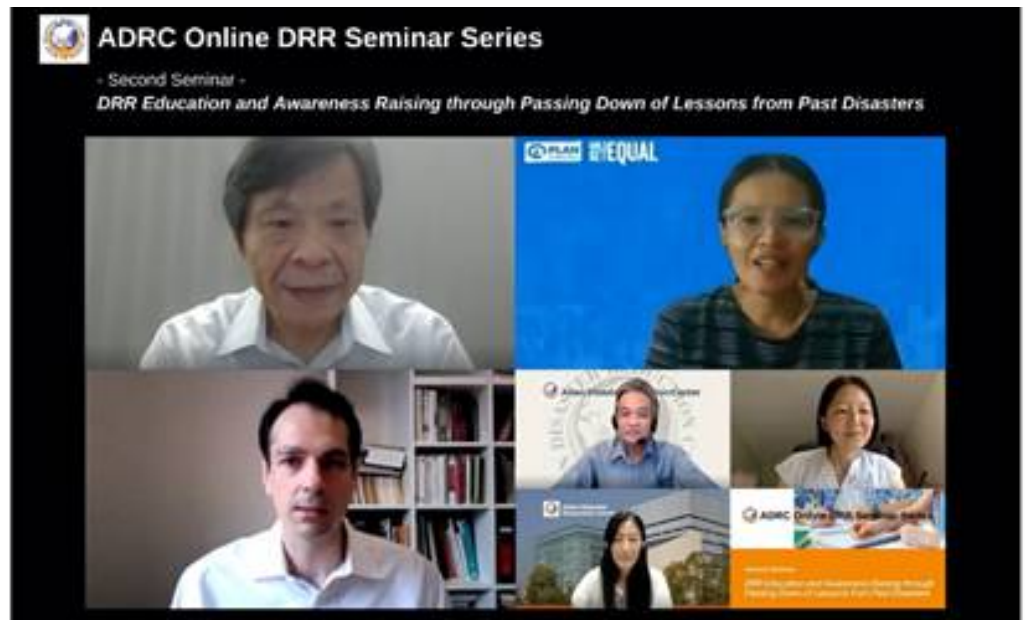 ADRC Online DRR Seminar Series
- Second Seminar -
DRR Education and Awareness Raising through Passing Down of Lessons from Past Disasters
PLAN
EQUAL
ADRC Online DRR Seminar Series
DRR Education and Awareness Raising through
Passing Down of Lessons from Past Disasters